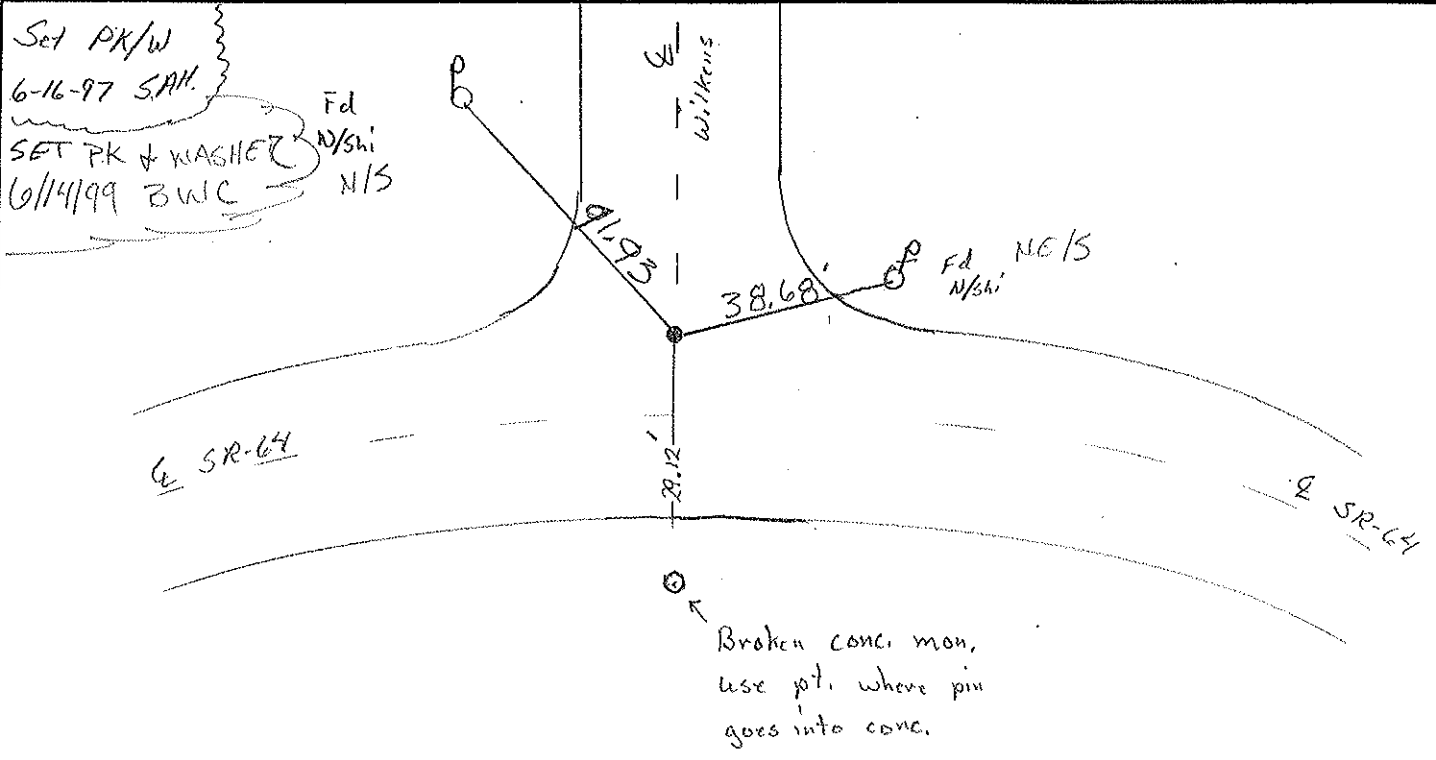 Set PK/W
6-16-97 S.A.H.
SET PK & WASHER
6/14/99 BWC
Fd
N/shi
N/S
℄
Wilkens
91.93
38.68'
Fd NE/S
N/shi
℄ SR-64
29.12'
℄ SR-64
Broken conc. mon.
use pt. where pin
goes into conc.